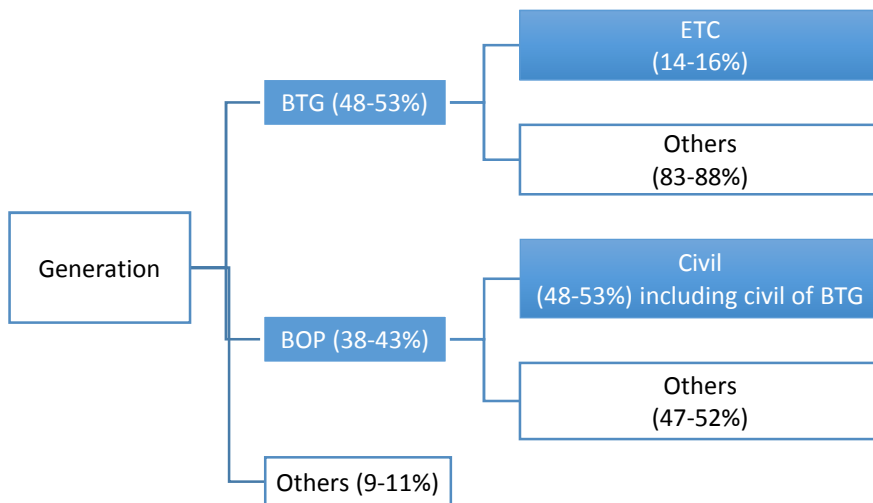 Generation
BTG (48-53%)
ETC
(14-16%)
Others
(83-88%)
BOP (38-43%)
Civil
(48-53%) including civil of BTG
Others
(47-52%)
Others (9-11%)